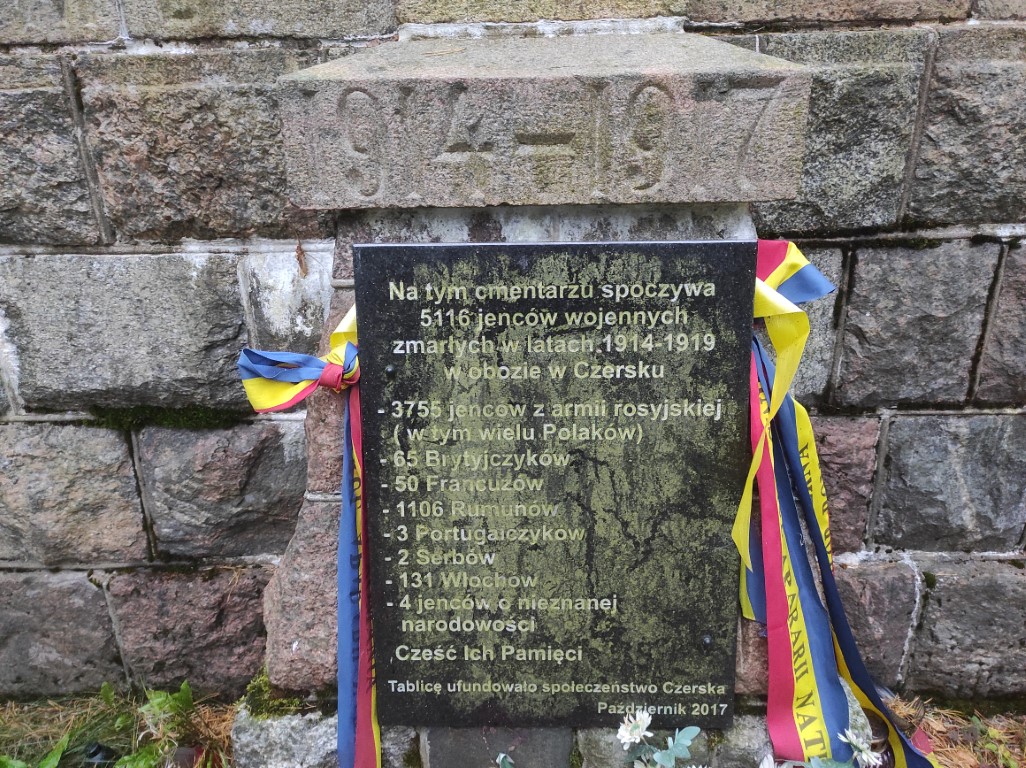 1914-1917
Na tym cmentarzu spoczywa
5116 jeńców wojennych
zmarłych w latach 1914-1919
w obozie w Czersku
- 3755 jeńców z armii rosyjskiej
( w tym wielu Polaków)
- 65 Brytyjczyków
- 50 Francuzów
- 1106 Rumunów
- 3 Portugalczyków
- 2 Serbów
- 131 Włochów
- 4 jeńców o nieznanej
narodowości
Cześć Ich Pamięci
Tablicę ufundowało społeczeństwo Czerska
Październik 2017